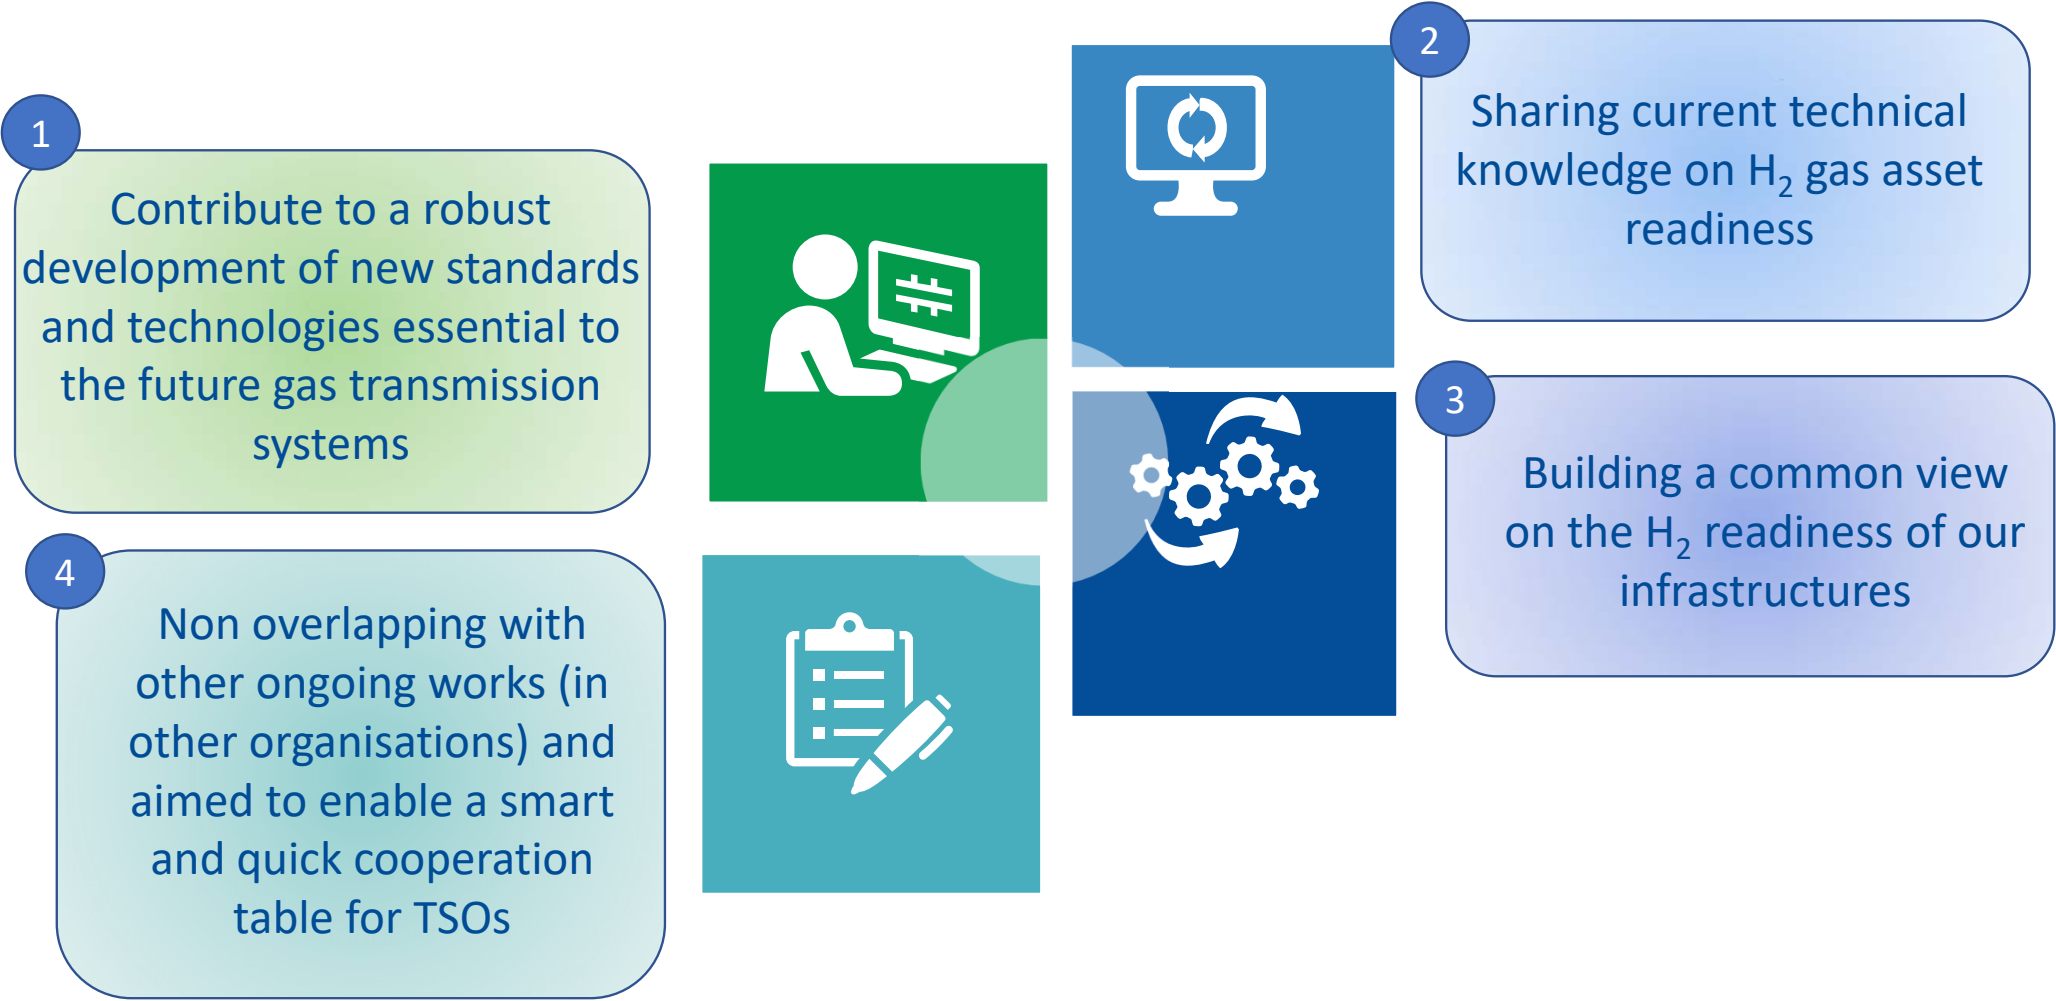 1
Contribute to a robust
development of new standards
and technologies essential to
the future gas transmission
systems
2
Sharing current technical
knowledge on H₂ gas asset
readiness
3
Building a common view
on the H₂ readiness of our
infrastructures
4
Non overlapping with
other ongoing works (in
other organisations) and
aimed to enable a smart
and quick cooperation
table for TSOs